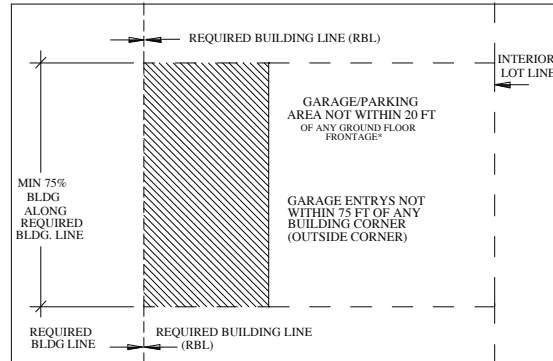 REQUIRED BUILDING LINE (RBL)
INTERIOR
LOT LINE
GARAGE/PARKING
AREA NOT WITHIN 20 FT
OF ANY GROUND FLOOR
FRONTAGE*
MIN 75%
BLDG
ALONG
REQUIRED
BLDG. LINE
GARAGE ENTRYS NOT
WITHIN 75 FT OF ANY
BUILDING CORNER
(OUTSIDE CORNER)
REQUIRED
BLDG LINE
REQUIRED BUILDING LINE
(RBL)